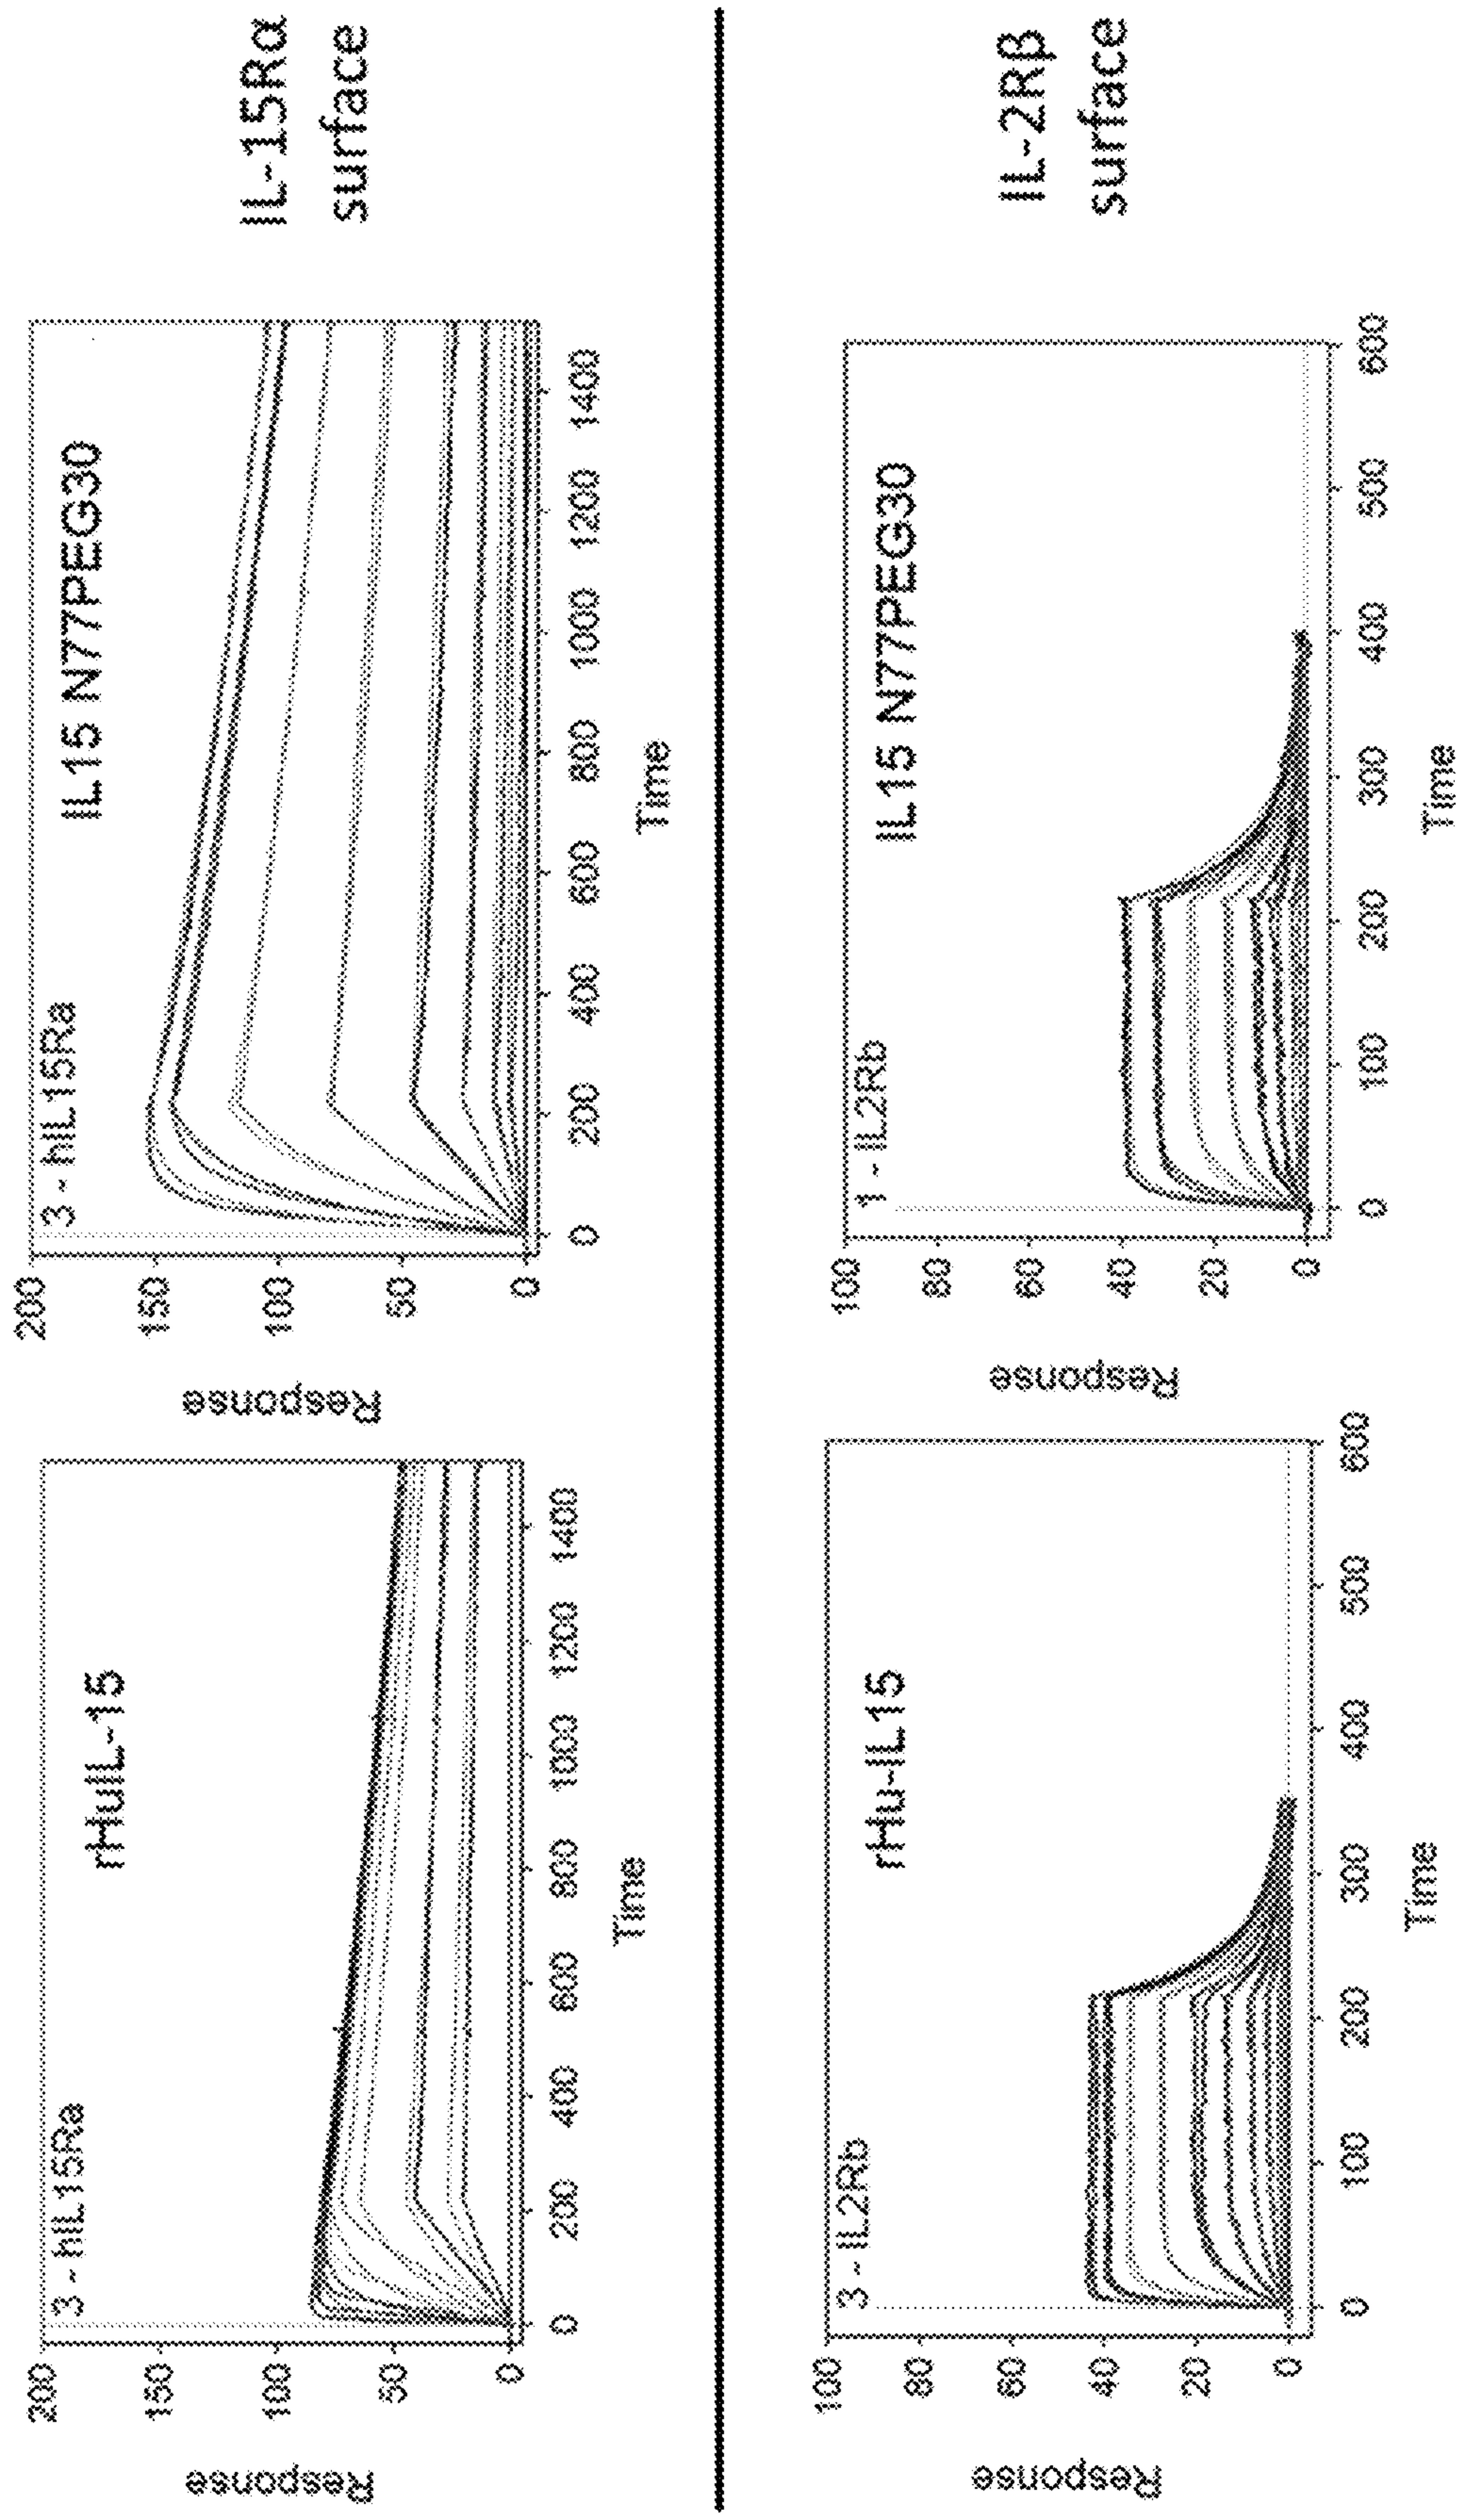 3 - hIL15Ra
rHuIL-15
Response
200
150
100
50
0
0 200 400 600 800 1000 1200 1400
Time
3 - hIL15Ra
IL15 N77PEG30
Response
200
150
100
50
0
0 200 400 600 800 1000 1200 1400
Time
IL-15Rα
surface
3 - IL2Rb
rHu-IL15
Response
100
80
60
40
20
0
0 100 200 300 400 500 600
Time
1 - IL2Rb
IL15 N77PEG30
Response
100
80
60
40
20
0
0 100 200 300 400 500 600
Time
IL-2Rβ
surface